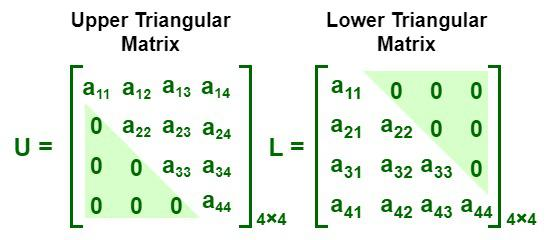 Upper Triangular
Matrix
U =
a₁₁ a₁₂ a₁₃ a₁₄
0 a₂₂ a₂₃ a₂₄
0 0 a₃₃ a₃₄
0 0 0 a₄₄
4×4
Lower Triangular
Matrix
L =
a₁₁ 0 0 0
a₂₁ a₂₂ 0 0
a₃₁ a₃₂ a₃₃ 0
a₄₁ a₄₂ a₄₃ a₄₄
4×4